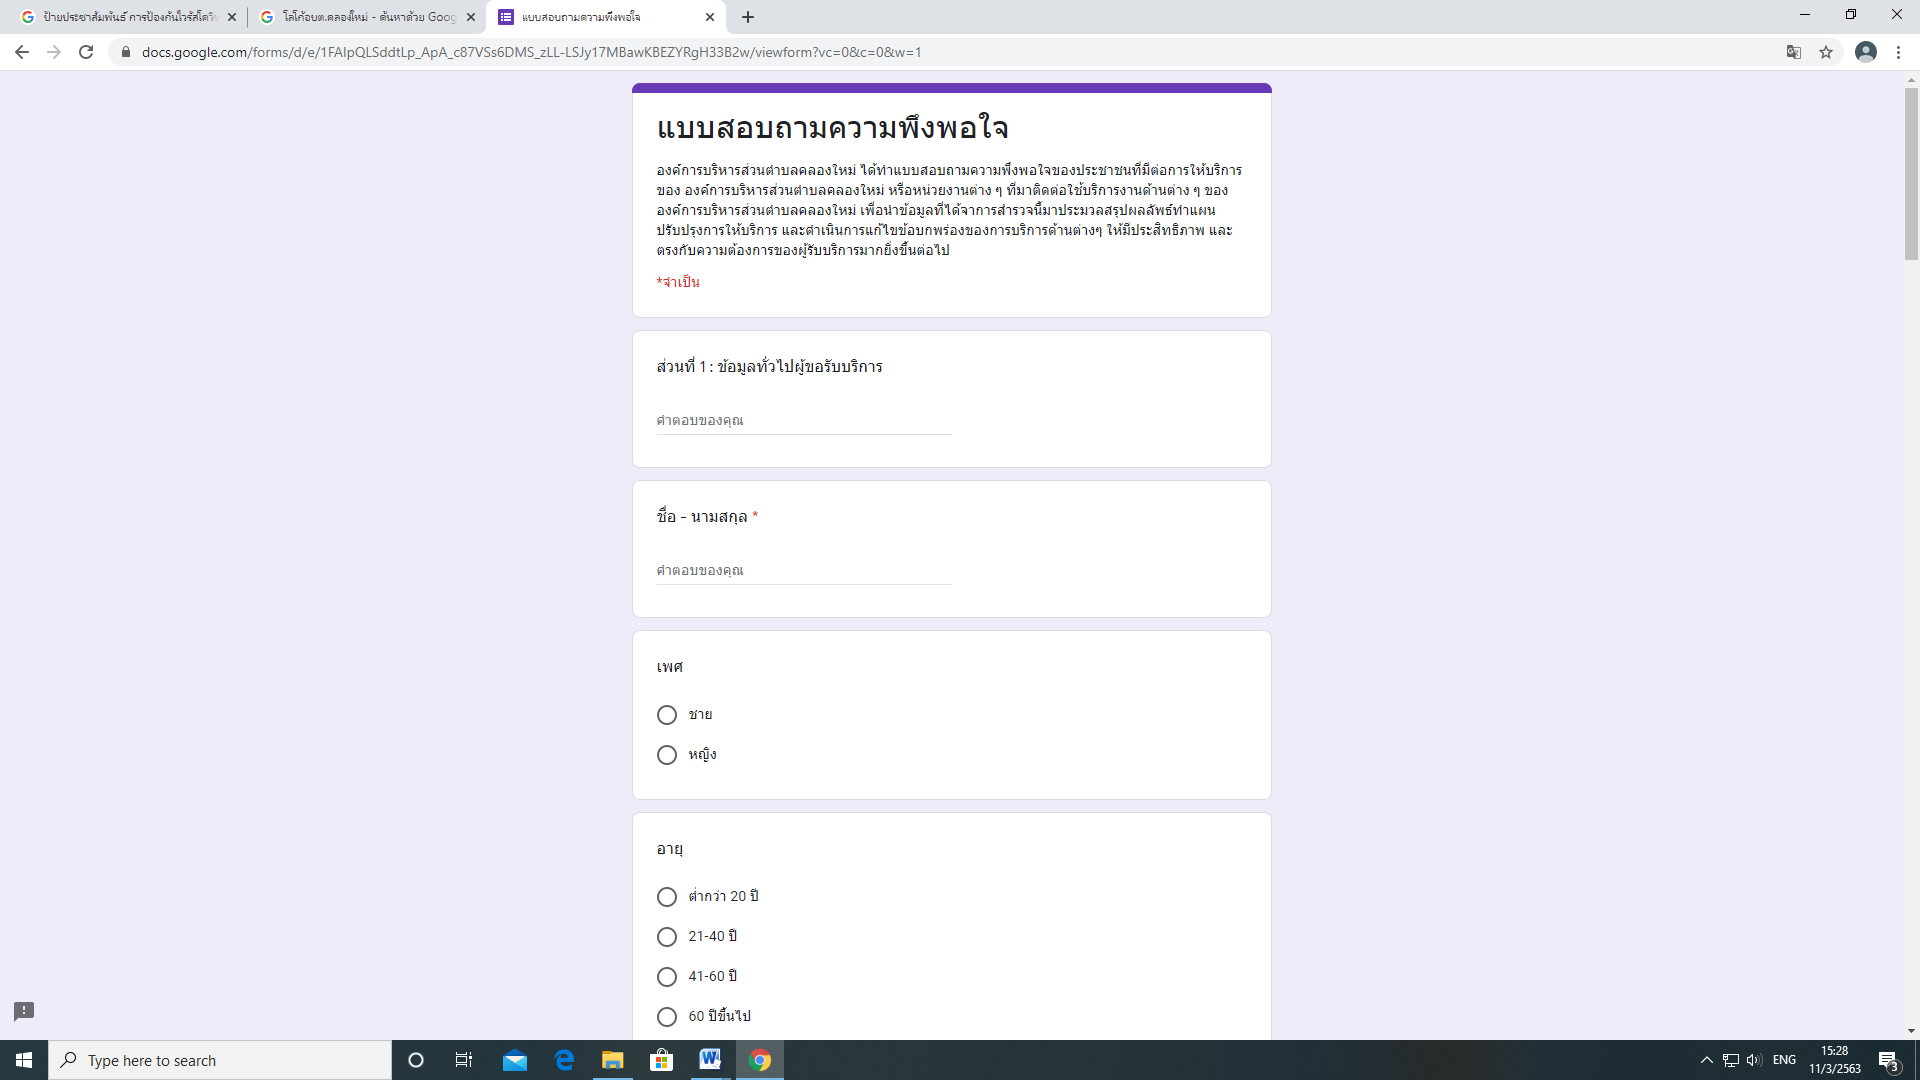 ป้ายประชาสัมพันธ์ การป้องกันไวรัสโควิ
โลโก้อบต.คลองใหม่ - ค้นหาด้วย Goog
แบบสอบถามความพึงพอใจ
docs.google.com/forms/d/e/1FAIpQLSddtLp_ApA_c87VSs6DMS_zLL-LSJy17MBawKBEZYRgH33B2w/viewform?vc=0&c=0&w=1
แบบสอบถามความพึงพอใจ
องค์การบริหารส่วนตำบลคลองใหม่ ได้ทำแบบสอบถามความพึ่งพอใจของประชาชนที่มีต่อการให้บริการ
ของ องค์การบริหารส่วนตำบลคลองใหม่ หรือหน่วยงานต่าง ๆ ที่มาติดต่อใช้บริการงานด้านต่าง ๆ ของ
องค์การบริหารส่วนตำบลคลองใหม่ เพื่อนำข้อมูลที่ได้จาการสำรวจนี้มาประมวลสรุปผลลัพธ์ทำแผน
ปรับปรุงการให้บริการ และดำเนินการแก้ไขข้อบกพร่องของการบริการด้านต่างๆ ให้มีประสิทธิภาพ และ
ตรงกับความต้องการของผู้รับบริการมากยิ่งขึ้นต่อไป
*จำเป็น
ส่วนที่ 1 : ข้อมูลทั่วไปผู้ขอรับบริการ
คำตอบของคุณ
ชื่อ - นามสกุล *
คำตอบของคุณ
เพศ
ชาย
หญิง
อายุ
ต่ำกว่า 20 ปี
21-40 ปี
41-60 ปี
60 ปีขึ้นไป
Type here to search
ENG
15:28
11/3/2563
3